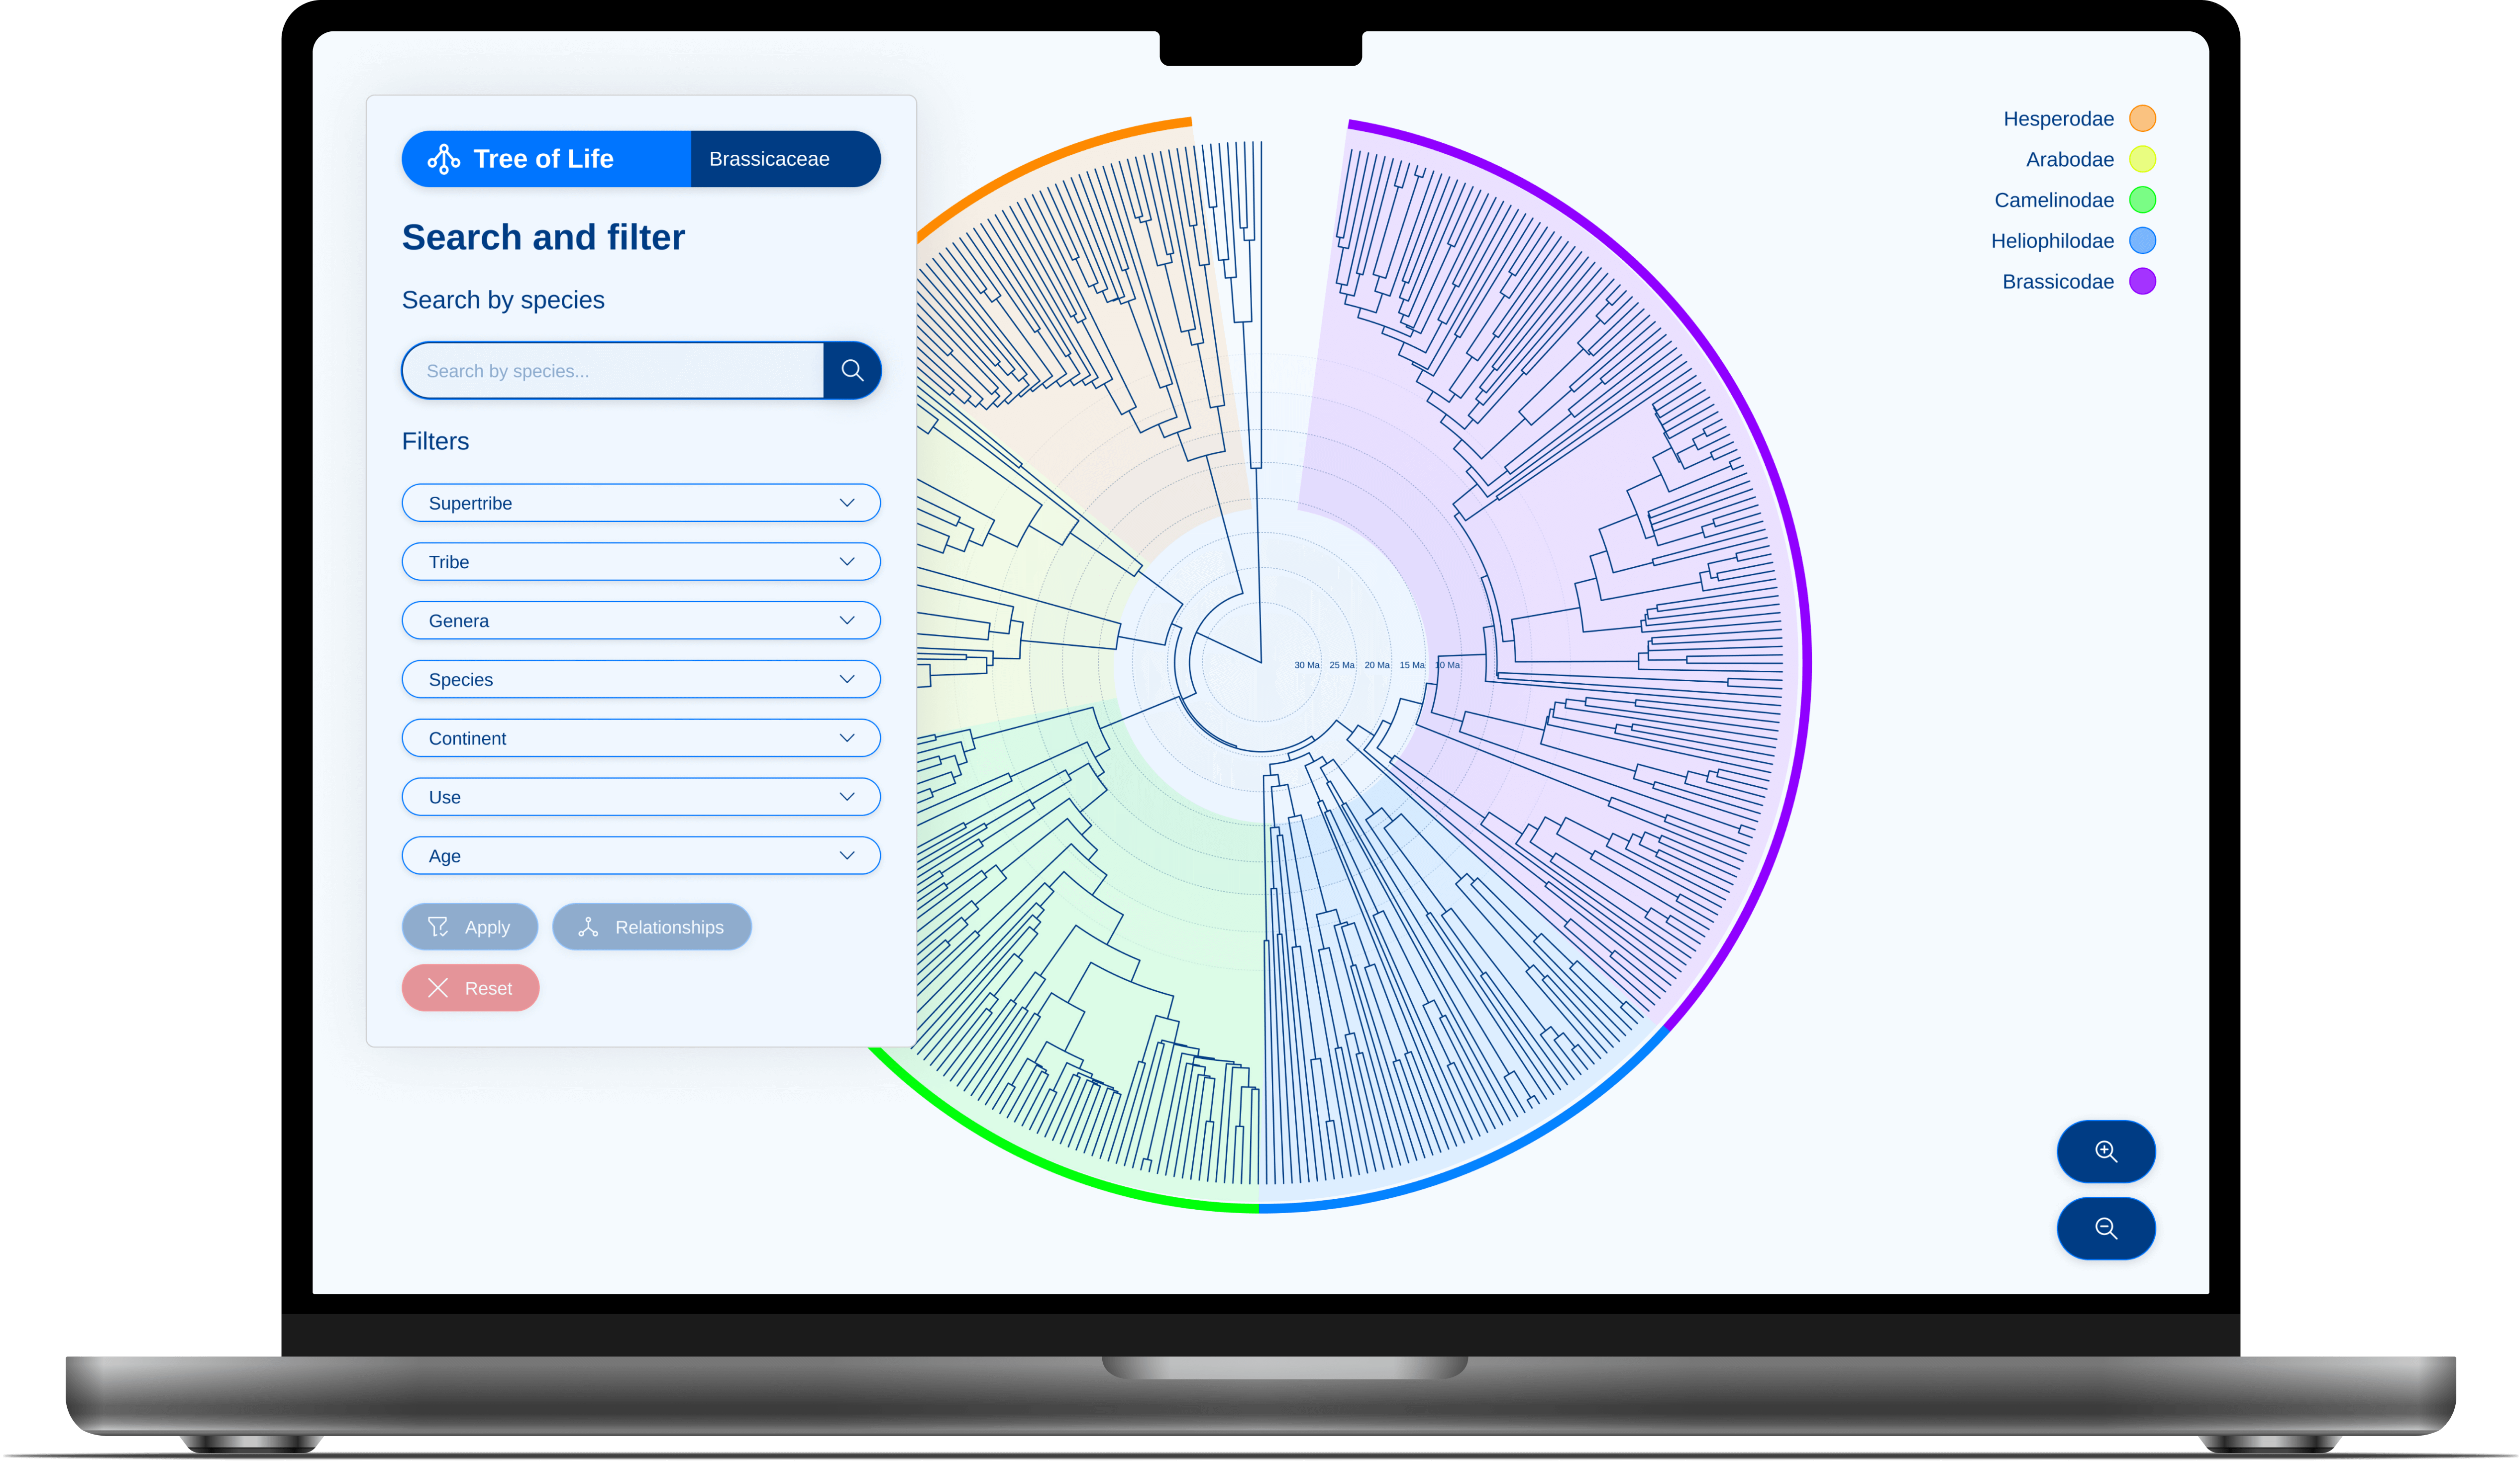 Tree of Life
Brassicaceae
Search and filter
Search by species
Search by species...
Filters
Supertribe
Tribe
Genera
Species
Continent
Use
Age
Apply
Relationships
Reset
30 Ma 25 Ma 20 Ma 15 Ma 10 Ma
Hesperodae
Arabodae
Camelinodae
Heliophilodae
Brassicodae